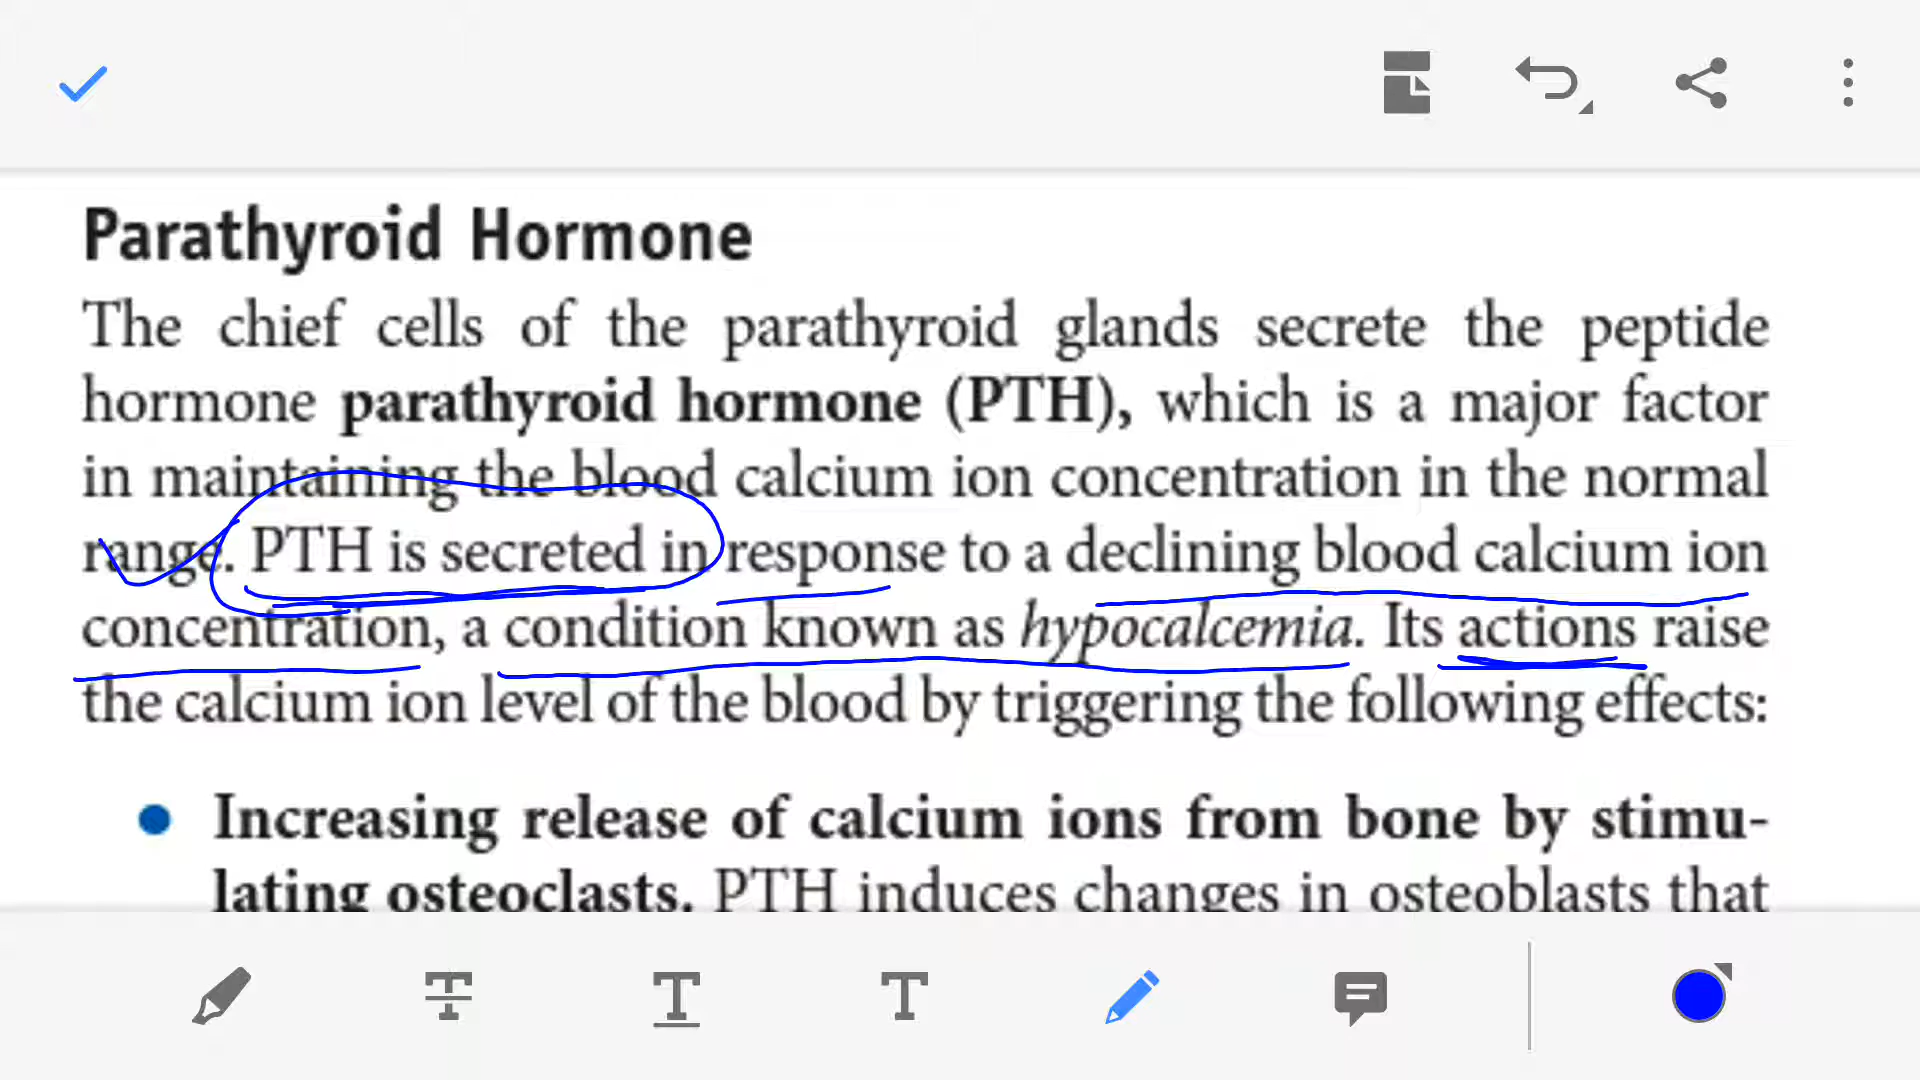 Parathyroid Hormone
The chief cells of the parathyroid glands secrete the peptide
hormone parathyroid hormone (PTH), which is a major factor
in maintaining the blood calcium ion concentration in the normal
range. PTH is secreted in response to a declining blood calcium ion
concentration, a condition known as hypocalcemia. Its actions raise
the calcium ion level of the blood by triggering the following effects:
Increasing release of calcium ions from bone by stimu-
lating osteoclasts. PTH induces changes in osteoblasts that